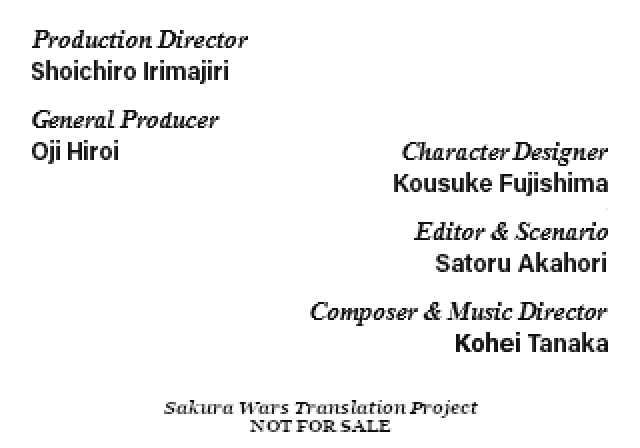 Production Director
Shoichiro Irimajiri
General Producer
Oji Hiroi
Character Designer
Kousuke Fujishima
Editor & Scenario
Satoru Akahori
Composer & Music Director
Kohei Tanaka
Sakura Wars Translation Project
NOT FOR SALE